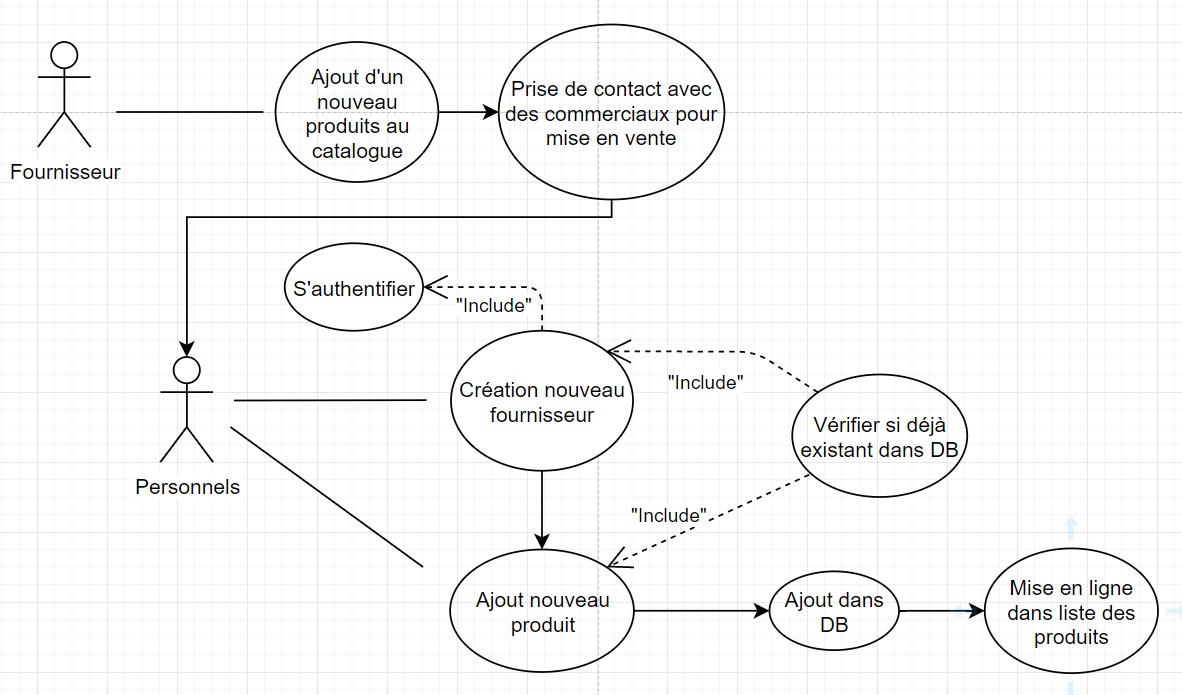 Ajout d'un
nouveau
produits au
catalogue
Prise de contact avec
des commerciaux pour
mise en vente
Fournisseur
S'authentifier
"Include"
Création nouveau
fournisseur
"Include"
Vérifier si déjà
existant dans DB
Personnels
"Include"
Ajout nouveau
produit
Ajout dans
DB
Mise en ligne
dans liste des
produits